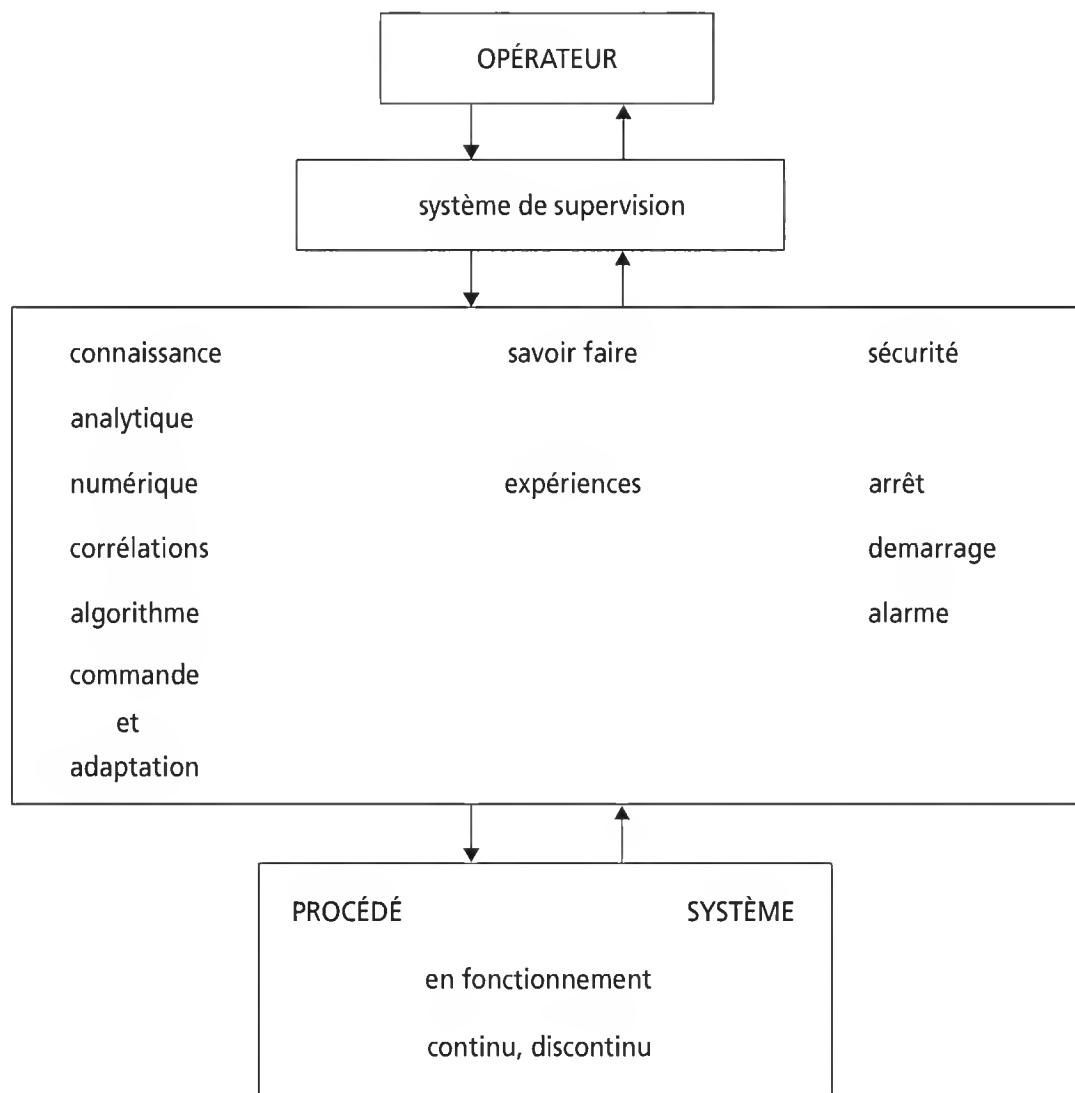 OPÉRATEUR
système de supervision
connaissance savoir faire sécurité
analytique
numérique expériences arrêt
corrélations demarrage
algorithme alarme
commande
et
adaptation
PROCÉDÉ SYSTÈME
en fonctionnement
continu, discontinu